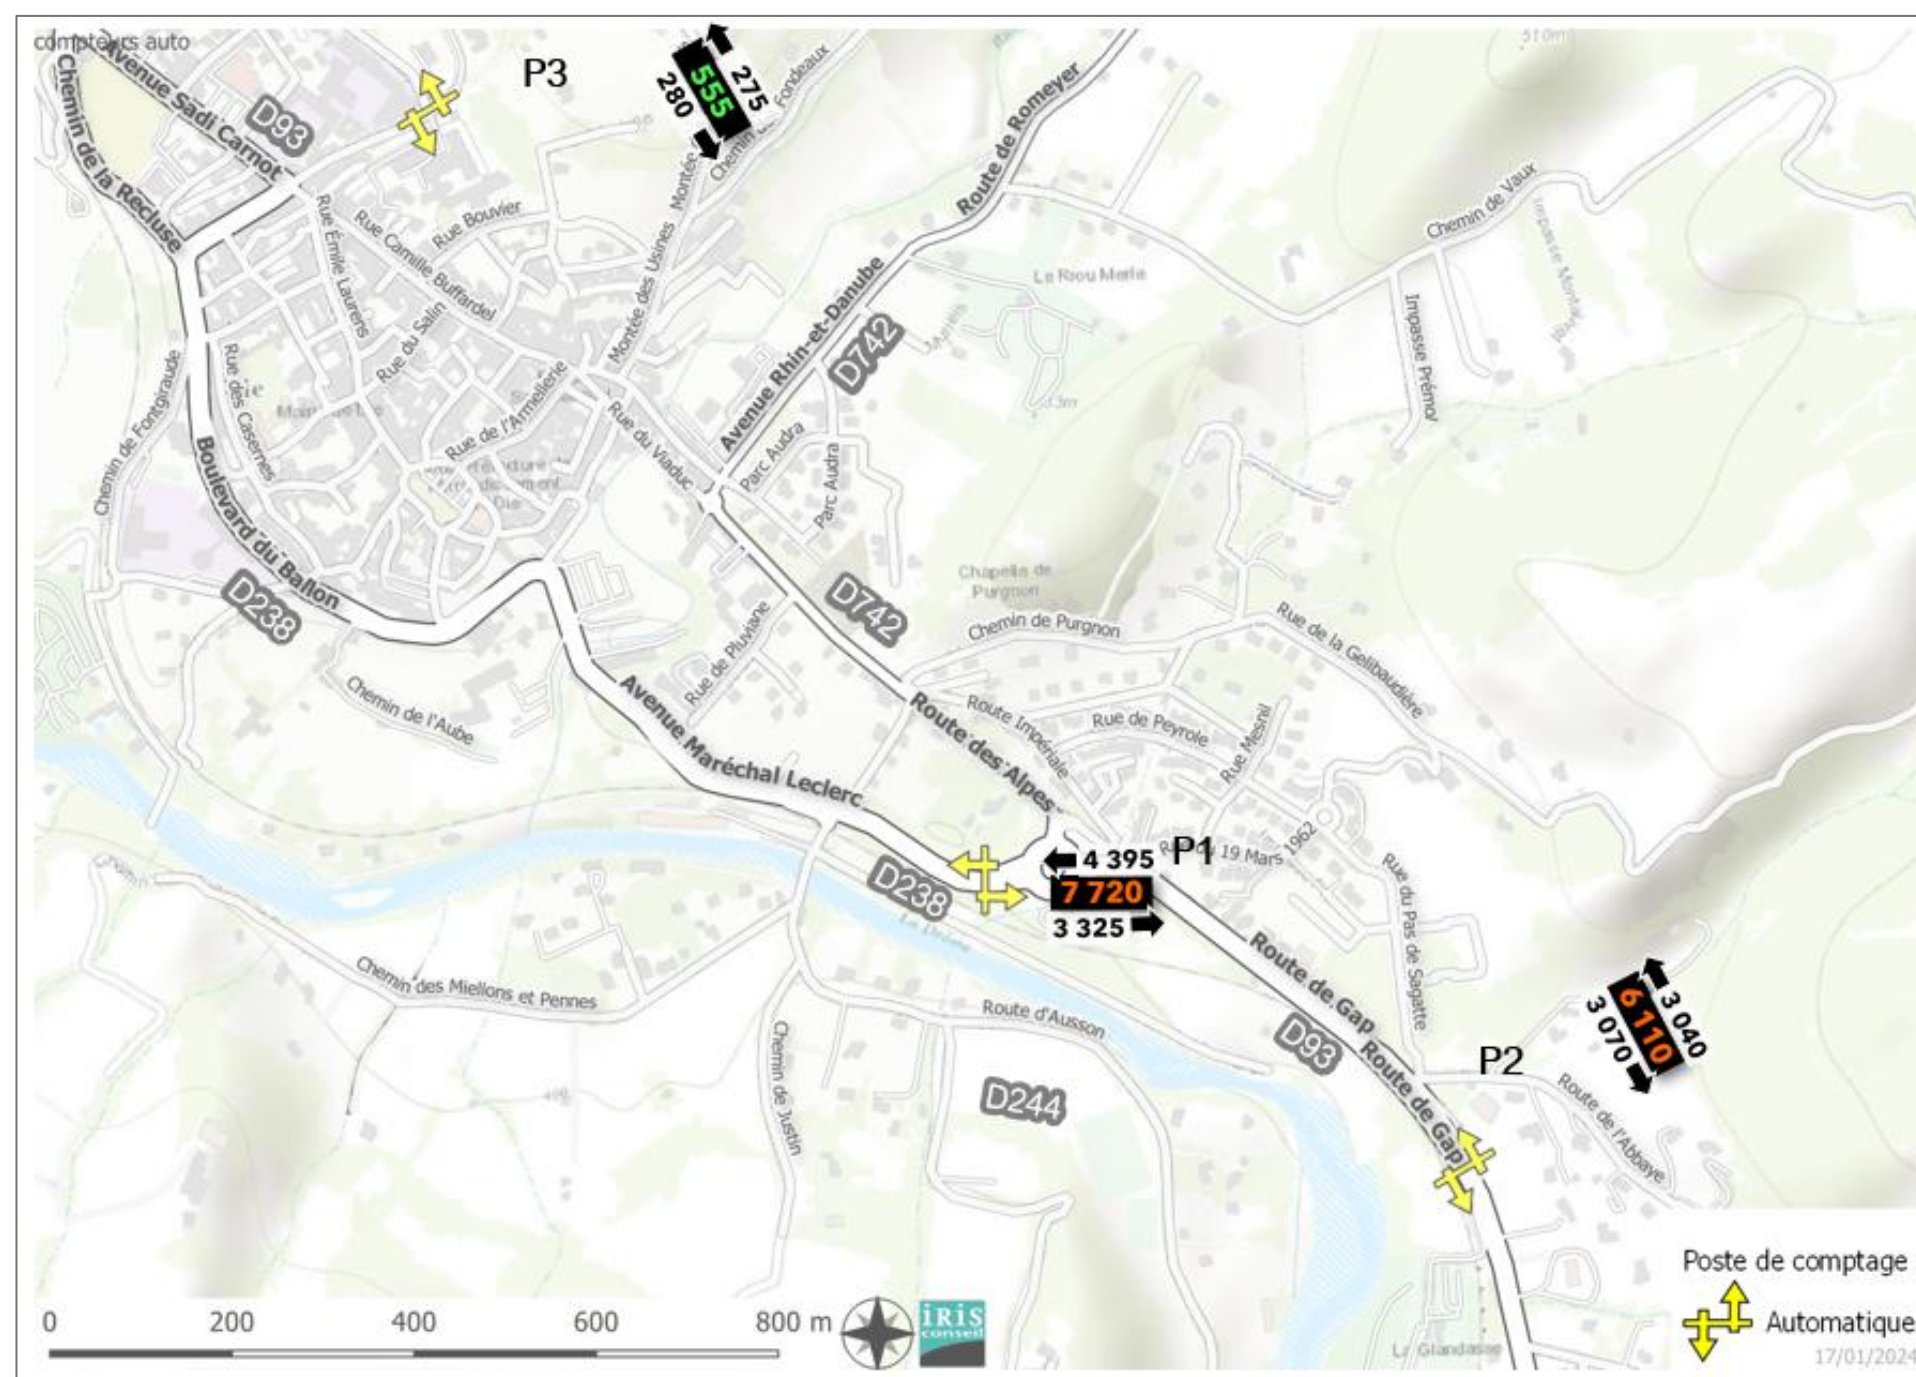 compteurs auto
P3
555
275
280
Chemin de la Recluse
Avenue Sadi Carnot
D93
Rue Bouvier
Rue Émile Laurens
Rue Camille Buffardel
Rue du Salin
Rue des Casernes
Rue de l'Armellerie
Montée des Usines
Montée
Rue du Viaduc
Avenue Rhin-et-Danube
Route de Romeyer
D742
Parc Audra
Parc Audra
Le Riou Merle
Chemin de Vaux
510m
Chemin de Fontgiraude
Boulevard du Ballon
D238
Chemin de l'Aube
Rue de Pluviane
Avenue Maréchal Leclerc
D742
Chapelle de
Purgnon
Chemin de Purgnon
Rue de la Gelibaudière
Route des Alpes
Route Impériale
Rue de Peyrole
Rue Mesnil
19 Mars 1962
P1
4 395
7 720
3 325
D238
Rue du Pas de Sagatte
Route de Gap
D93
Route de Gap
Route de Gap
P2
6 110
3 040
3 070
Route de l'Abbaye
Chemin des Miellons et Pennes
Route d'Ausson
Chemin de Justin
D244
0 200 400 600 800 m
iRiS
conseil
Poste de comptage
Automatique
17/01/2024